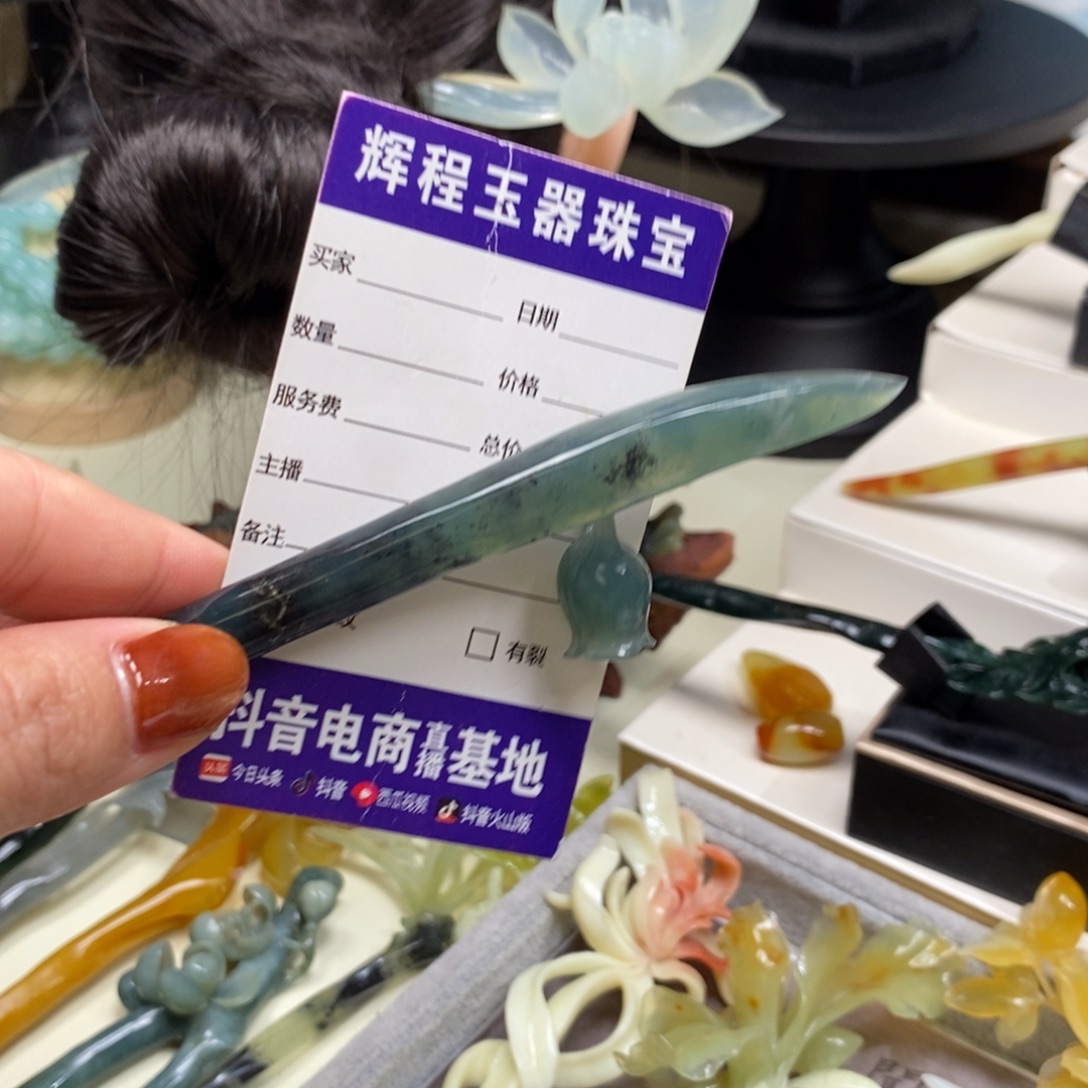 辉程玉器珠宝
买家
日期
数量
价格
服务费
总价
主播
备注
有裂
抖音电商直播基地
头条 今日头条 抖音 西瓜视频 抖音火山版